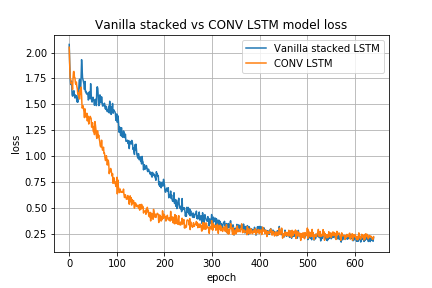 Vanilla stacked vs CONV LSTM model loss
Vanilla stacked LSTM
CONV LSTM
loss
2.00
1.75
1.50
1.25
1.00
0.75
0.50
0.25
0 100 200 300 400 500 600
epoch